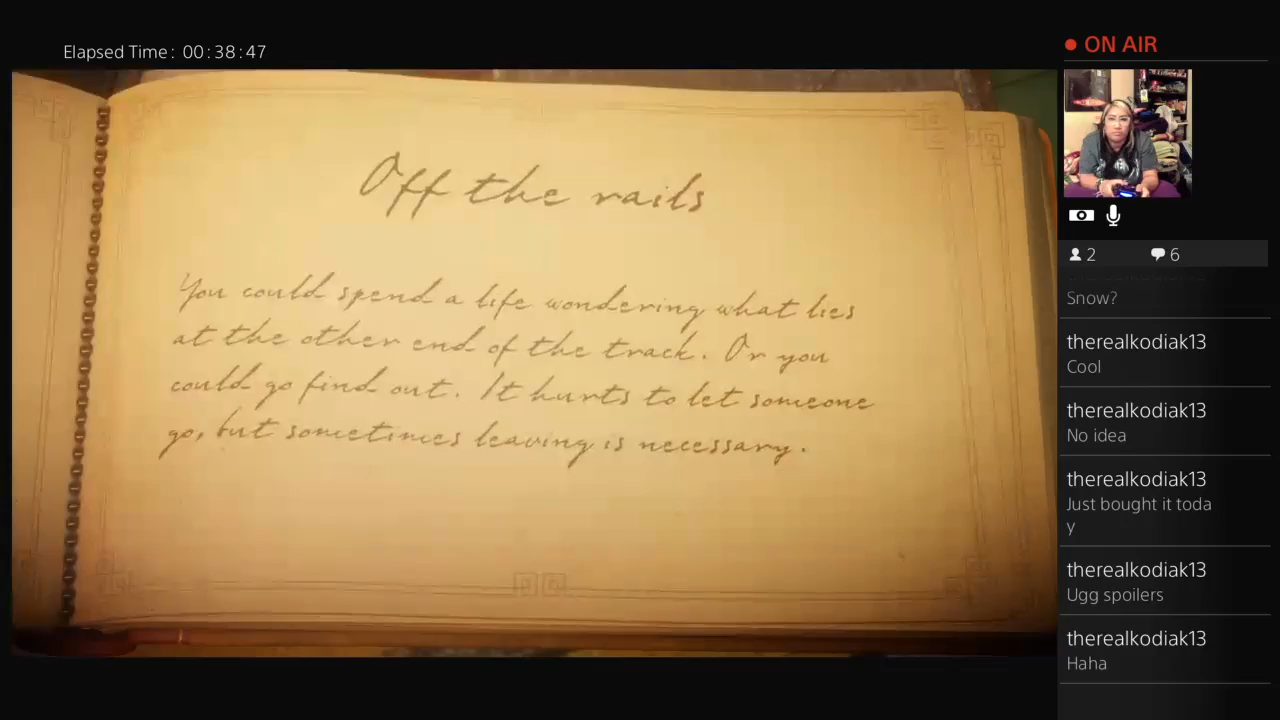 Elapsed Time: 00:38:47
ON AIR
2
6
Off the rails
You could spend a life wondering what lies
at the other end of the track. Or you
could go find out. It hurts to let someone
go, but sometimes leaving is necessary.
Snow?
therealkodiak13
Cool
therealkodiak13
No idea
therealkodiak13
Just bought it toda
y
therealkodiak13
Ugg spoilers
therealkodiak13
Haha